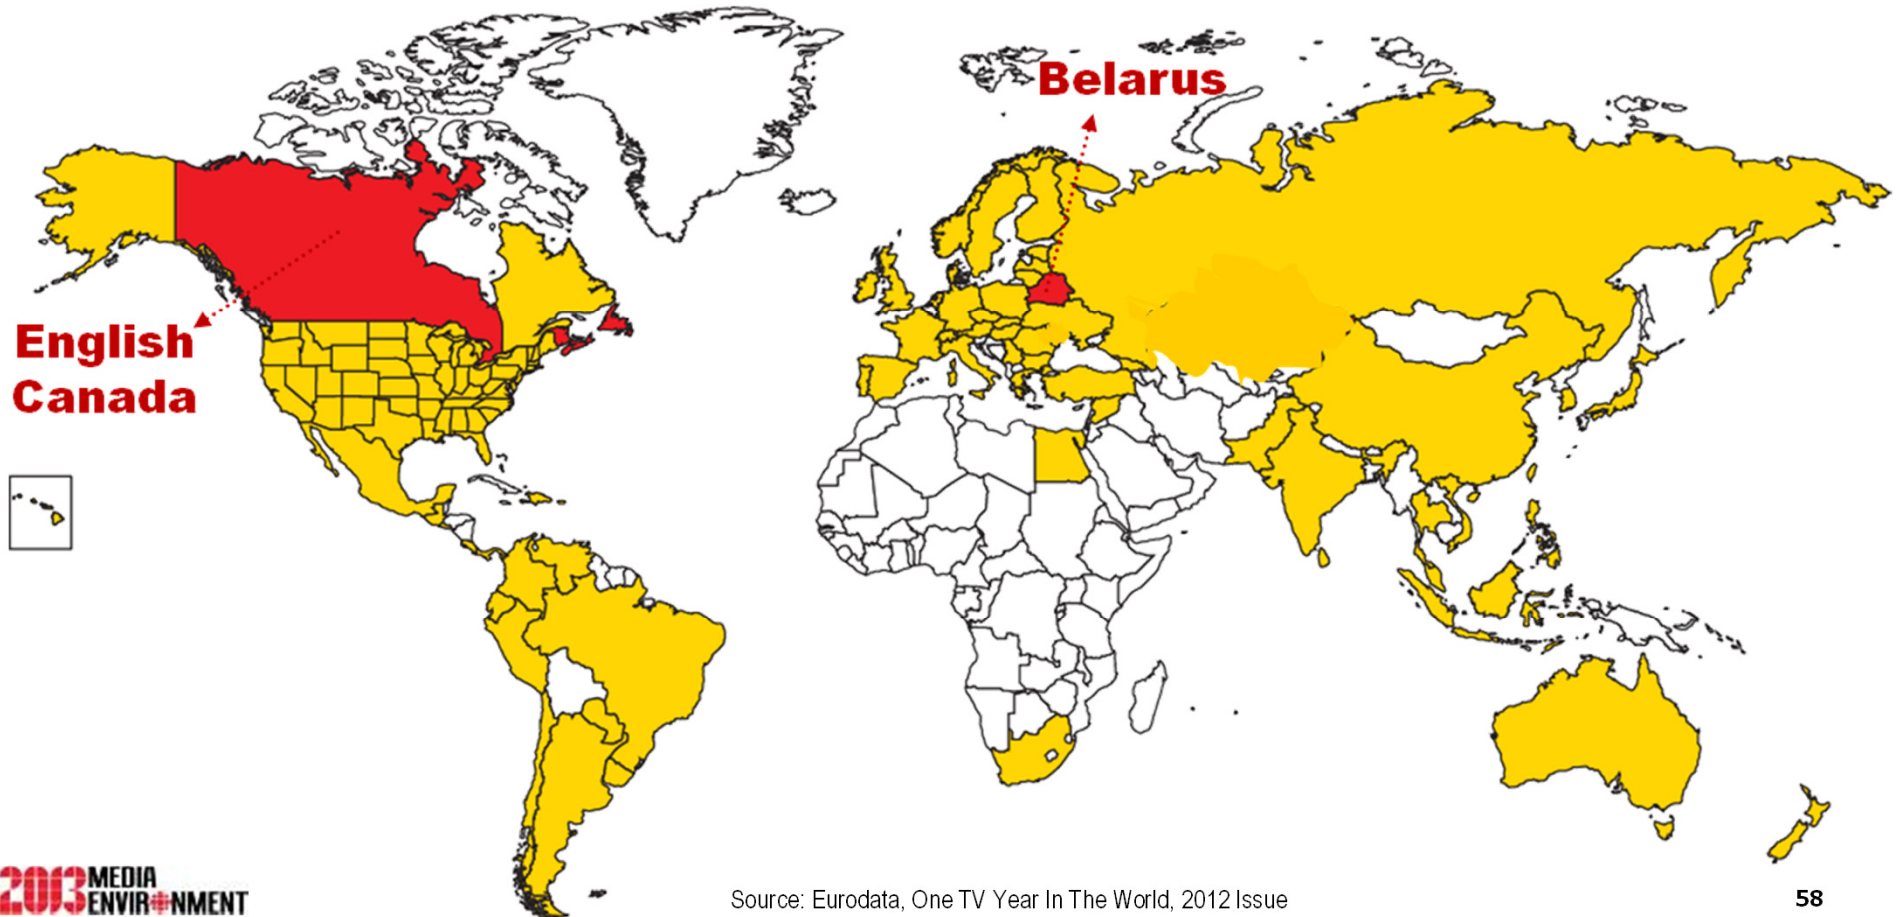 Belarus
English
Canada
2013 MEDIA
ENVIRONMENT
Source: Eurodata, One TV Year In The World, 2012 Issue
58